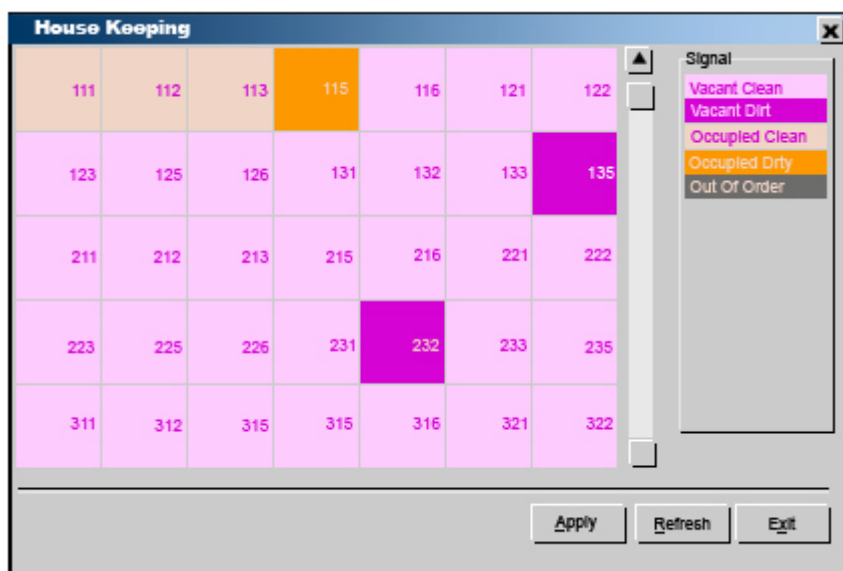 House Keeping
111 112 113 115 116 121 122
123 125 126 131 132 133 135
211 212 213 215 216 221 222
223 225 226 231 232 233 235
311 312 315 315 316 321 322
Signal
Vacant Clean
Vacant Dirt
Occupied Clean
Occupied Drty
Out Of Order
Apply Refresh Exit